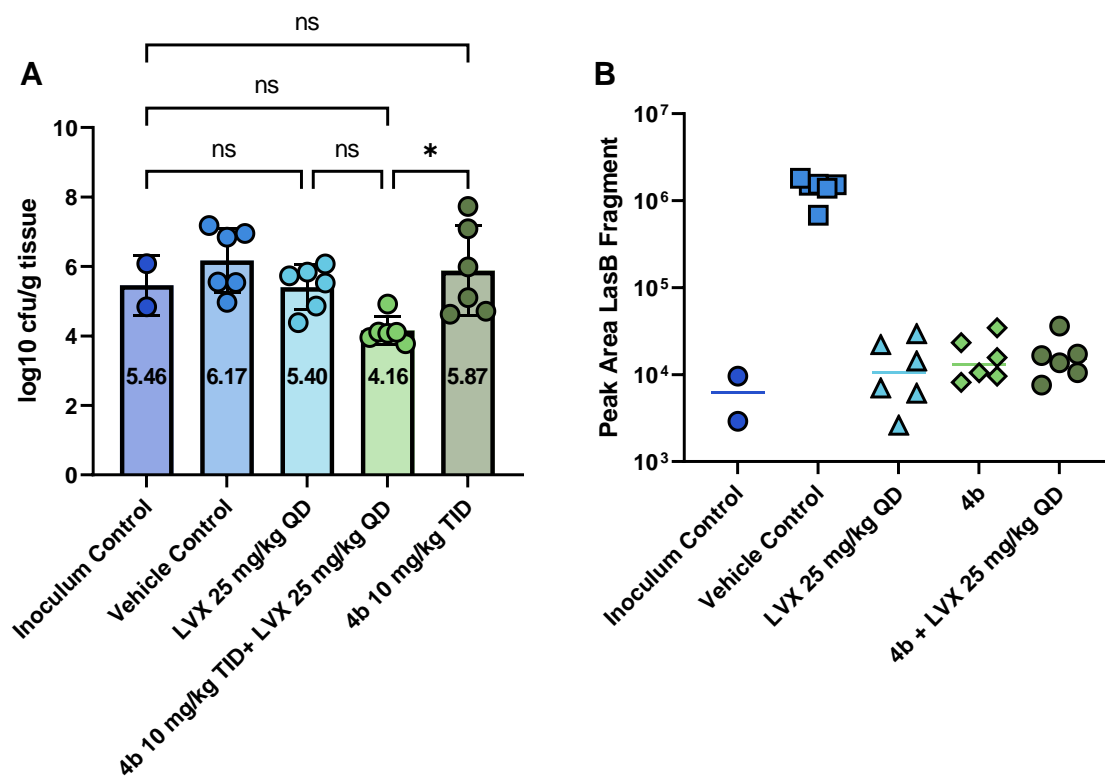 A
ns
ns
ns
ns
*
log10 cfu/g tissue
10
8
6
4
2
0
5.46
6.17
5.40
4.16
5.87
Inoculum Control
Vehicle Control
LVX 25 mg/kg QD
4b 10 mg/kg TID+ LVX 25 mg/kg QD
4b 10 mg/kg TID
B
Peak Area LasB Fragment
10⁷
10⁶
10⁵
10⁴
10³
Inoculum Control
Vehicle Control
LVX 25 mg/kg QD
4b
4b + LVX 25 mg/kg QD